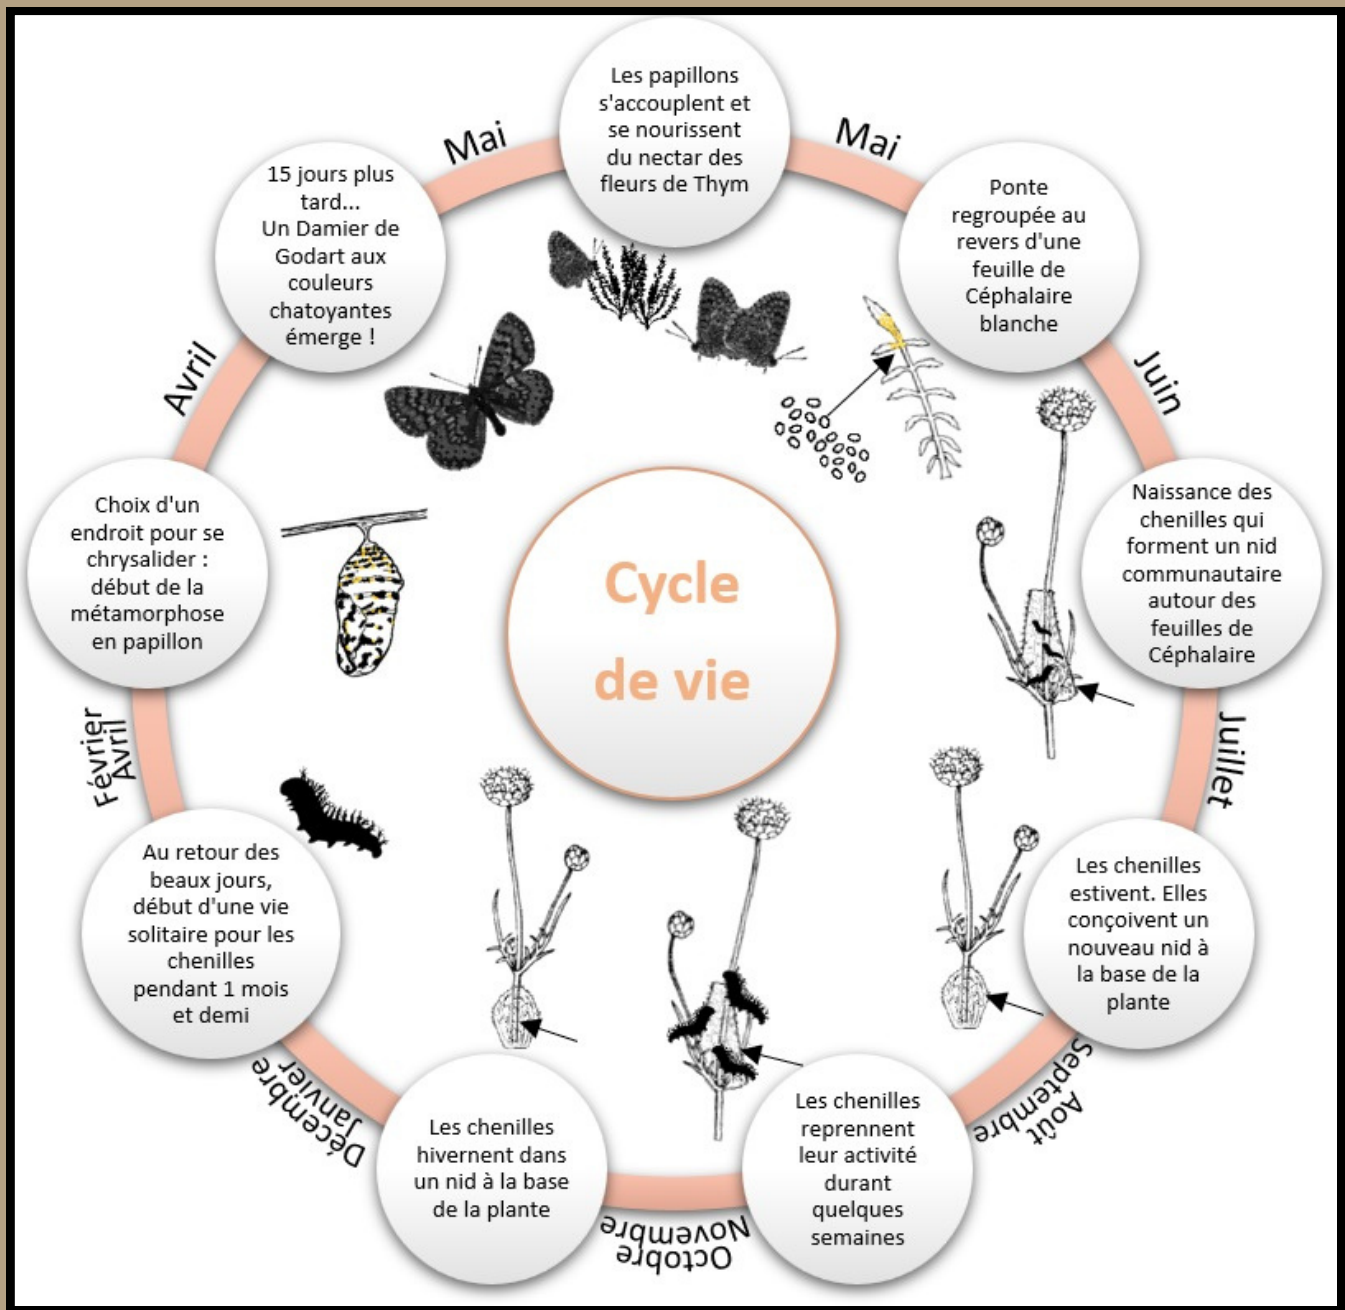 Cycle
de vie
Les papillons
s'accouplent et
se nourissent
du nectar des
fleurs de Thym
Mai
Ponte
regroupée au
revers d'une
feuille de
Céphalaire
blanche
Juin
Naissance des
chenilles qui
forment un nid
communautaire
autour des
feuilles de
Céphalaire
Juillet
Les chenilles
estivent. Elles
conçoivent un
nouveau nid à
la base de la
plante
Août
Septembre
Les chenilles
reprennent
leur activité
durant
quelques
semaines
Octobre
Novembre
Les chenilles
hivernent dans
un nid à la base
de la plante
Décembre
Janvier
Au retour des
beaux jours,
début d'une vie
solitaire pour les
chenilles
pendant 1 mois
et demi
Février
Avril
Choix d'un
endroit pour se
chrysalider :
début de la
métamorphose
en papillon
Avril
15 jours plus
tard...
Un Damier de
Godart aux
couleurs
chatoyantes
émerge !
Mai